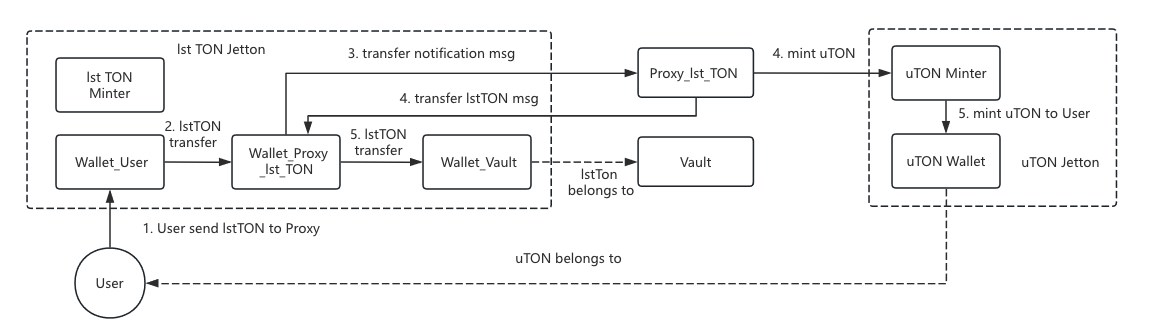 lst TON Jetton
3. transfer notification msg
4. mint uTON
lst TON
Minter
Proxy_lst_TON
uTON Minter
4. transfer lstTON msg
5. mint uTON to User
2. lstTON
transfer
5. lstTON
transfer
Wallet_User
Wallet_Proxy
_lst_TON
Wallet_Vault
Vault
uTON Wallet
uTON Jetton
lstTon
belongs to
1. User send lstTON to Proxy
uTON belongs to
User